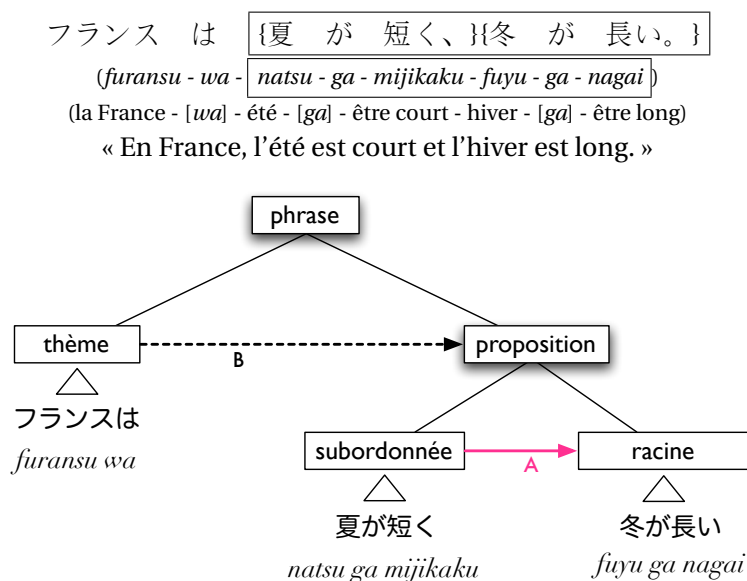 フランス は {夏 が 短く、}{冬 が 長い。}
(furansu - wa - natsu - ga - mijikaku - fuyu - ga - nagai)
(la France - [wa] - été - [ga] - être court - hiver - [ga] - être long)
« En France, l'été est court et l'hiver est long. »
phrase
thème
B
proposition
フランスは
furansu wa
subordonnée
A
racine
夏が短く
冬が長い
natsu ga mijikaku
fuyu ga nagai